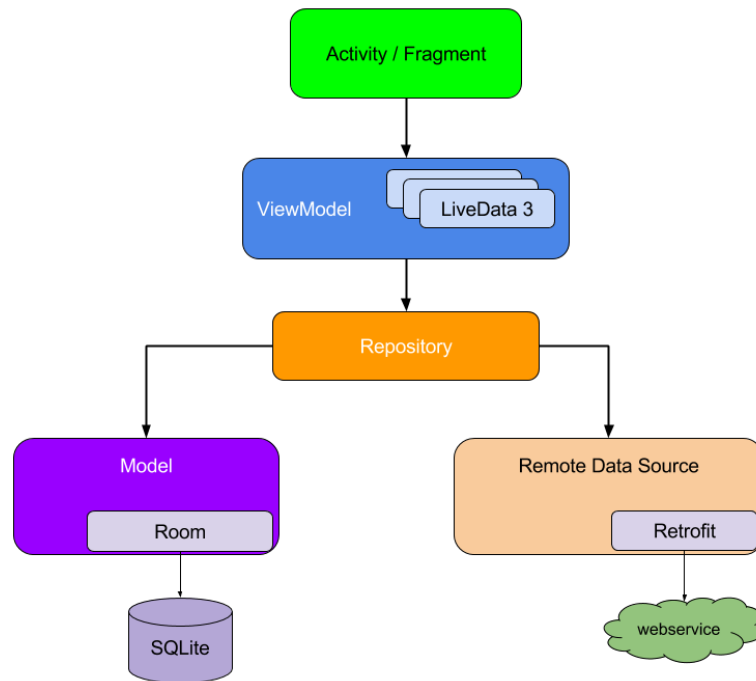 Activity / Fragment
ViewModel
LiveData 3
Repository
Model
Room
SQLite
Remote Data Source
Retrofit
webservice